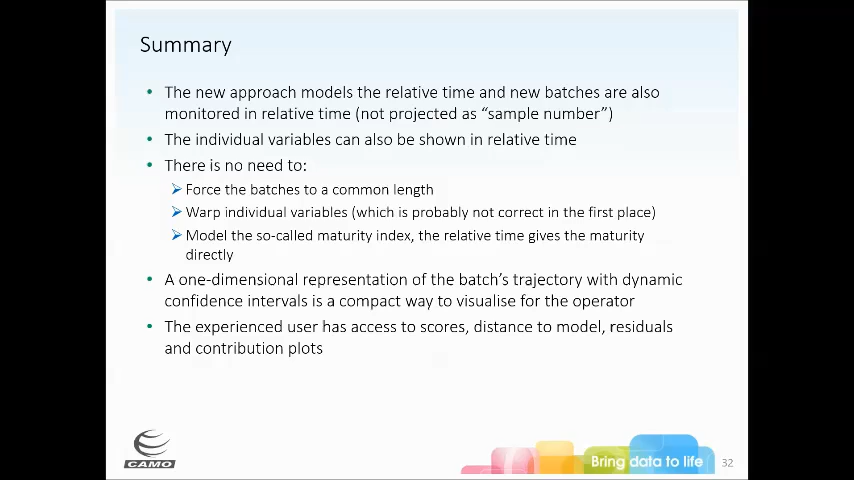 Summary
The new approach models the relative time and new batches are also
monitored in relative time (not projected as “sample number”)
The individual variables can also be shown in relative time
There is no need to:
Force the batches to a common length
Warp individual variables (which is probably not correct in the first place)
Model the so-called maturity index, the relative time gives the maturity
directly
A one-dimensional representation of the batch’s trajectory with dynamic
confidence intervals is a compact way to visualise for the operator
The experienced user has access to scores, distance to model, residuals
and contribution plots
CAMO
Bring data to life
32